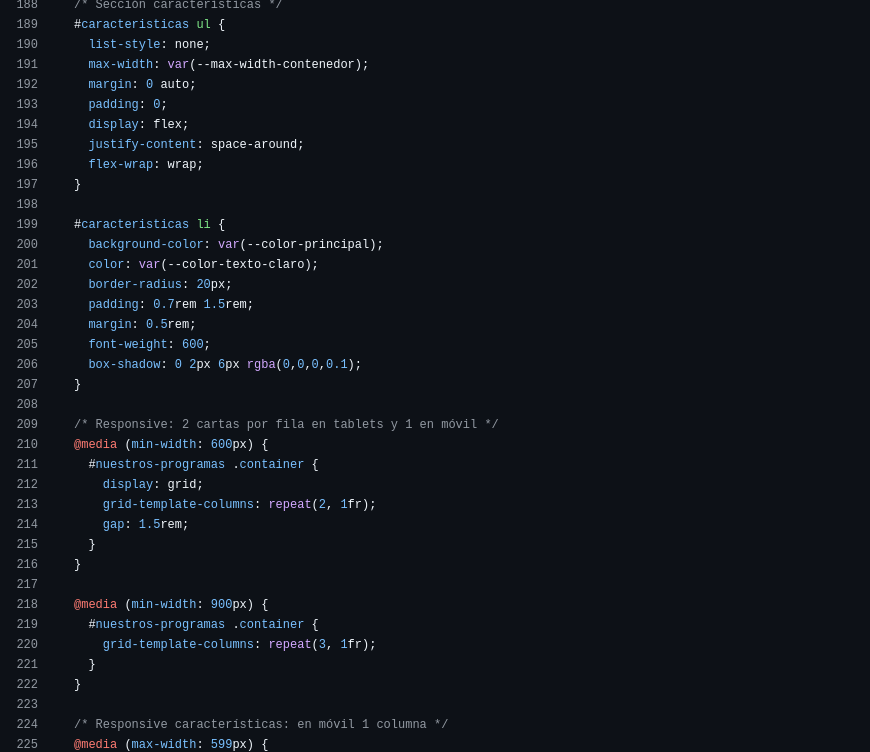 188 /* Sección características */
189 #caracteristicas ul {
190 list-style: none;
191 max-width: var(--max-width-contenedor);
192 margin: 0 auto;
193 padding: 0;
194 display: flex;
195 justify-content: space-around;
196 flex-wrap: wrap;
197 }
198
199 #caracteristicas li {
200 background-color: var(--color-principal);
201 color: var(--color-texto-claro);
202 border-radius: 20px;
203 padding: 0.7rem 1.5rem;
204 margin: 0.5rem;
205 font-weight: 600;
206 box-shadow: 0 2px 6px rgba(0,0,0,0.1);
207 }
208
209 /* Responsive: 2 cartas por fila en tablets y 1 en móvil */
210 @media (min-width: 600px) {
211 #nuestros-programas .container {
212 display: grid;
213 grid-template-columns: repeat(2, 1fr);
214 gap: 1.5rem;
215 }
216 }
217
218 @media (min-width: 900px) {
219 #nuestros-programas .container {
220 grid-template-columns: repeat(3, 1fr);
221 }
222 }
223
224 /* Responsive características: en móvil 1 columna */
225 @media (max-width: 599px) {